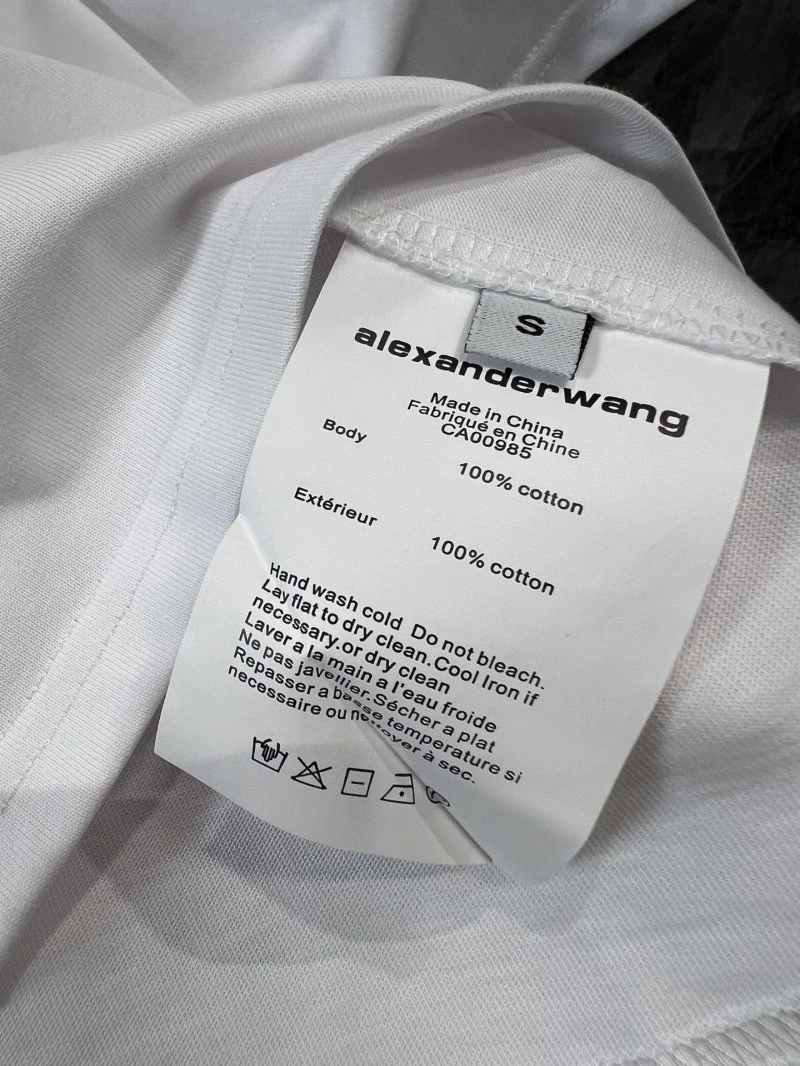 S
alexanderwang
Made in China
Fabriqué en Chine
CA00985
Body
100% cotton
Extérieur
100% cotton
Hand wash cold Do not bleach.
Lay flat to dry clean.Cool Iron if
necessary.or dry clean
Laver a la main a l'eau froide
Ne pas javellier.Sécher a plat
Repasser a basse temperature si
necessaire ou nettoyer à sec.